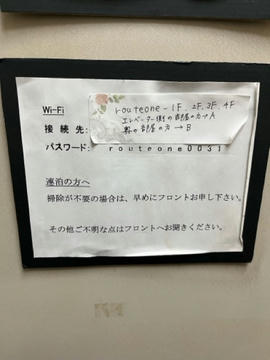 Wi-Fi
routeone-1F.2F.3F.4F
エレベーター側の部屋の方→A
の部屋の方→B
接続先:
パスワード: routeone0031
連泊の方へ
掃除が不要の場合は、早めにフロントお申し下さい。
その他ご不明な点はフロントへお聞きください。